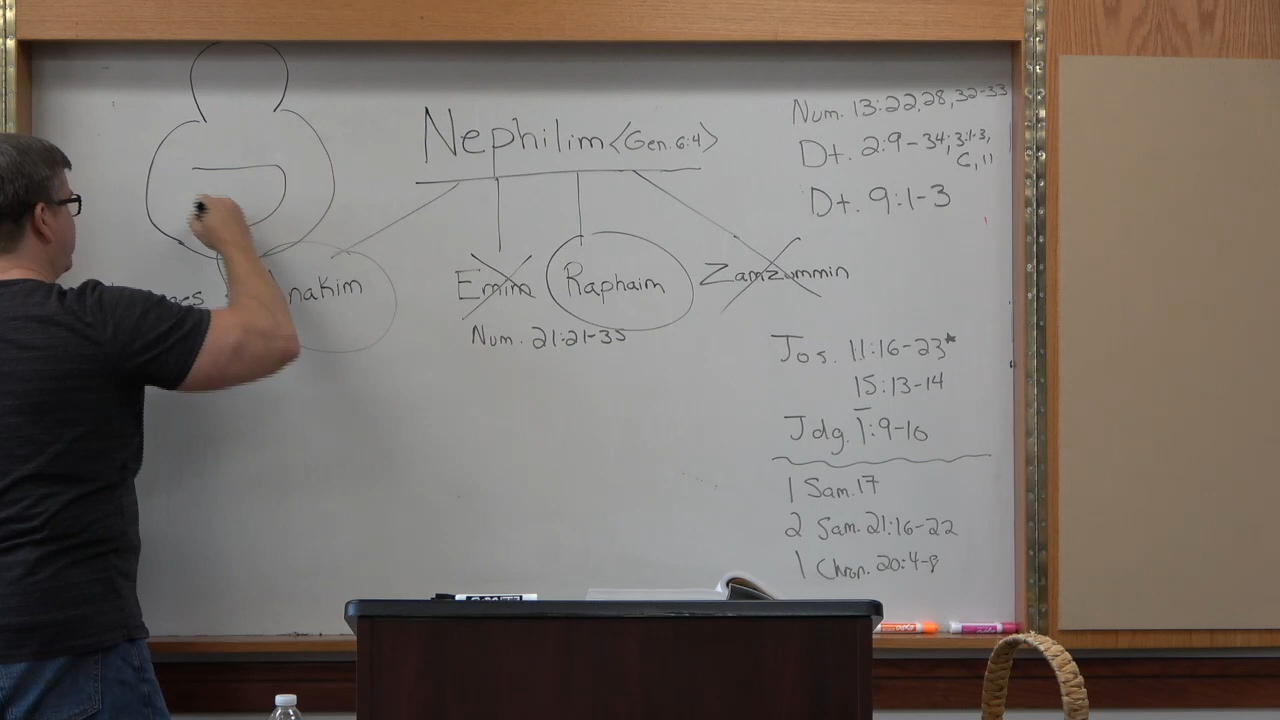 Nephilim <Gen. 6:4>
Emim Raphaim Zamzummin
Num. 21:21-35
Num. 13:22,28,32-33
Dt. 2:9-34; 3:1-3,
6,11
Dt. 9:1-3
Jos. 11:16-23*
15:13-14
Jdg. 1:9-10
1 Sam. 17
2 Sam. 21:16-22
1 Chron. 20:4-8